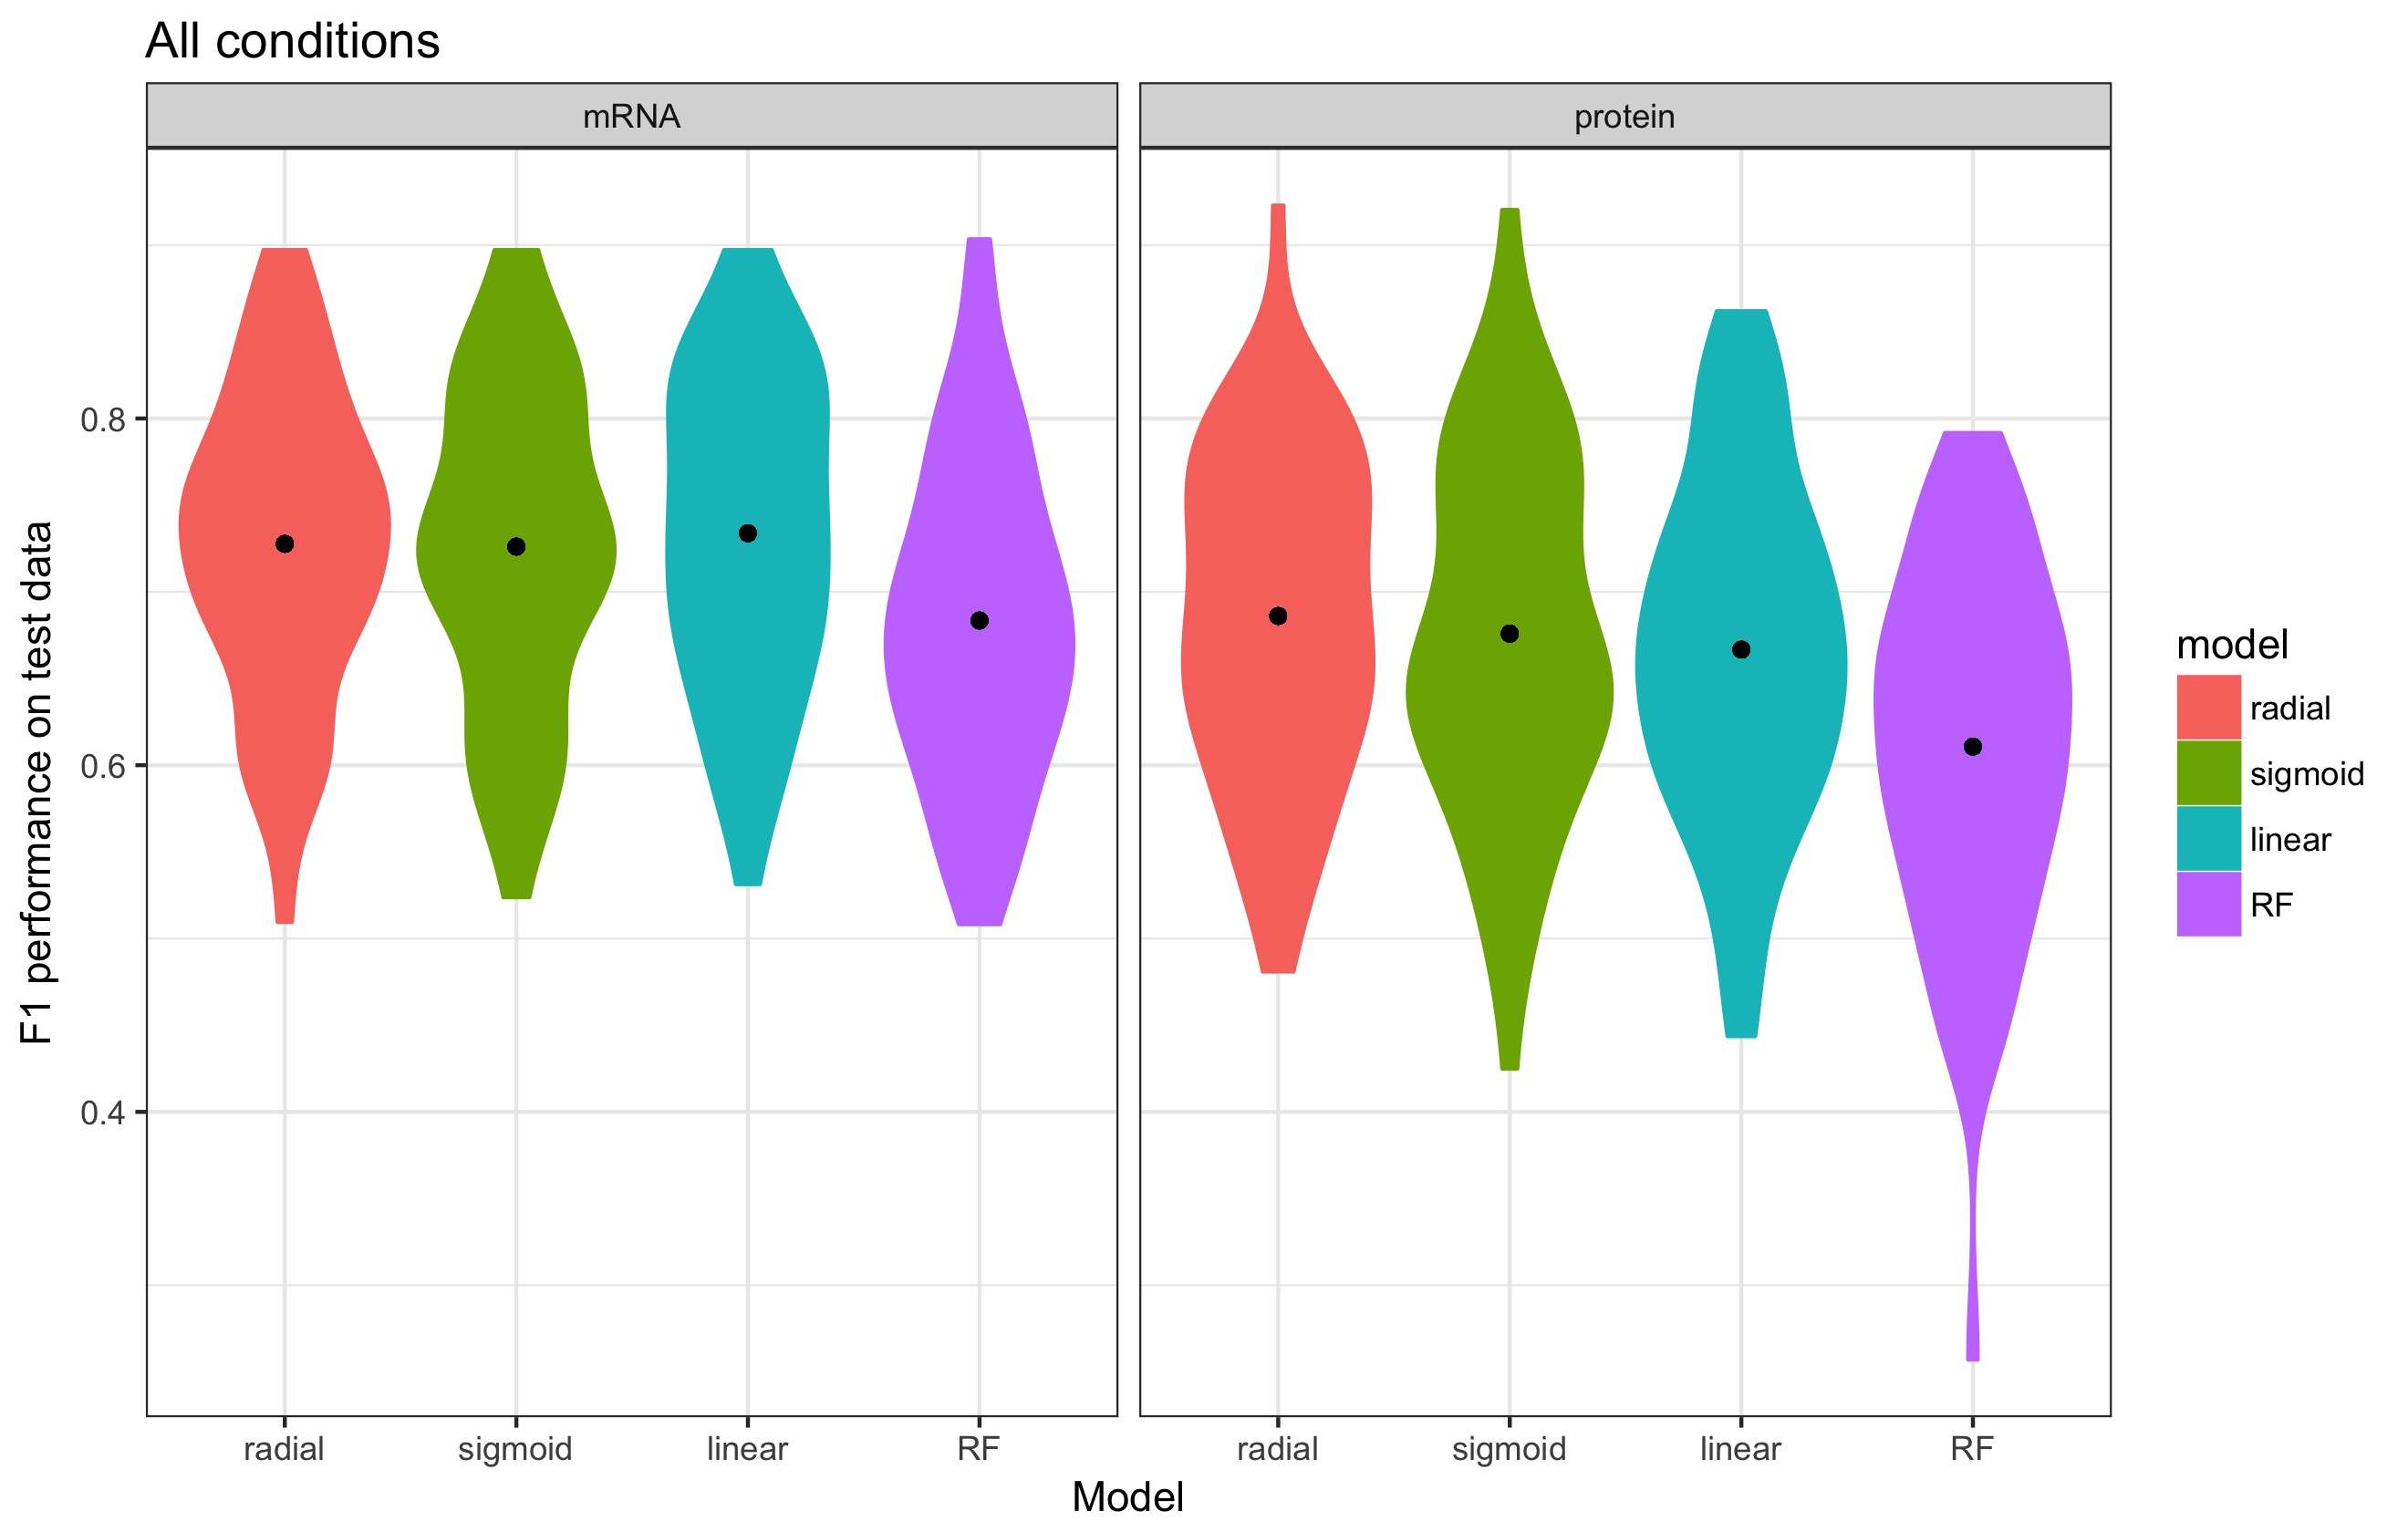 All conditions
mRNA
protein
F1 performance on test data
0.8
0.6
0.4
radial
sigmoid
linear
RF
radial
sigmoid
linear
RF
Model
model
radial
sigmoid
linear
RF